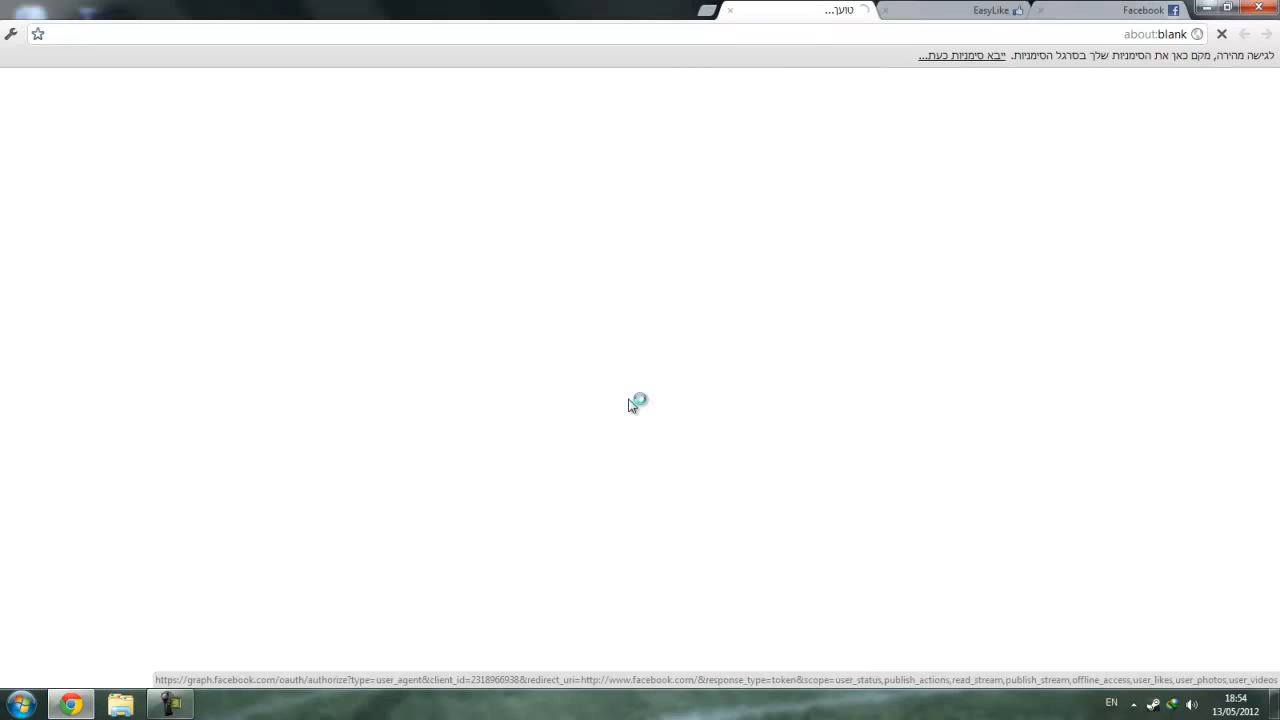 Facebook
EasyLike
טוען...
about:blank
לגישה מהירה, מקם כאן את הסימניות שלך בסרגל הסימניות. ייבא סימניות כעת...
https://graph.facebook.com/oauth/authorize?type=user_agent&client_id=2318966938&redirect_uri=http://www.facebook.com/&response_type=token&scope=user_status,publish_actions,read_stream,publish_stream,offline_access,user_likes,user_photos,user_videos
EN
18:54
13/05/2012